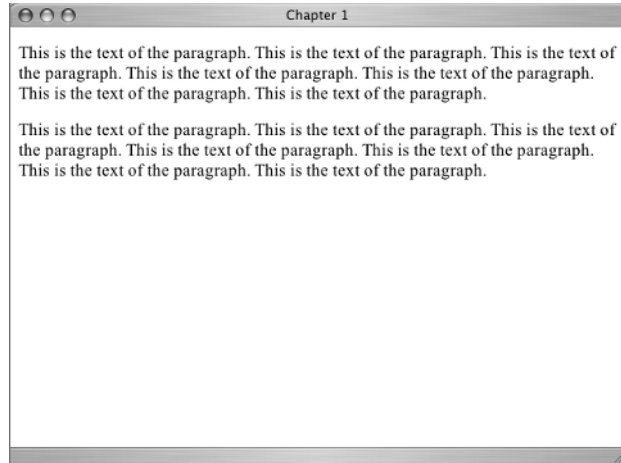 Chapter 1
This is the text of the paragraph. This is the text of the paragraph. This is the text of
the paragraph. This is the text of the paragraph. This is the text of the paragraph.
This is the text of the paragraph. This is the text of the paragraph.
This is the text of the paragraph. This is the text of the paragraph. This is the text of
the paragraph. This is the text of the paragraph. This is the text of the paragraph.
This is the text of the paragraph. This is the text of the paragraph.